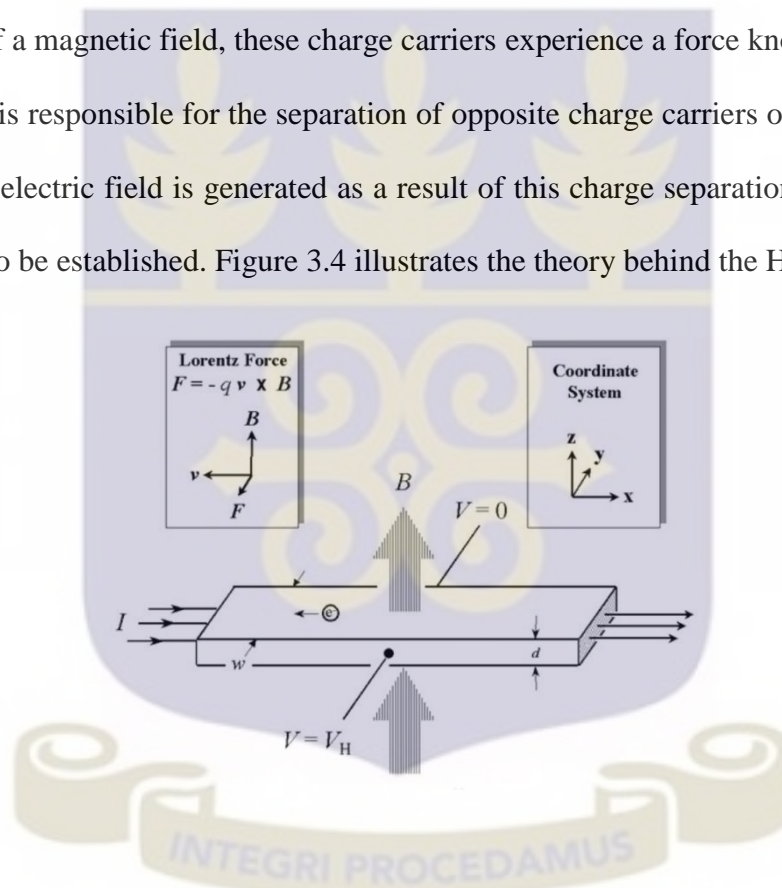 f a magnetic field, these charge carriers experience a force kno
is responsible for the separation of opposite charge carriers o
electric field is generated as a result of this charge separation
o be established. Figure 3.4 illustrates the theory behind the H
Lorentz Force
F = - q v x B
B
v
F
Coordinate
System
z
y
x
B
V = 0
I
e⁻
w
d
V = V_H
INTEGRI PROCEDAMUS